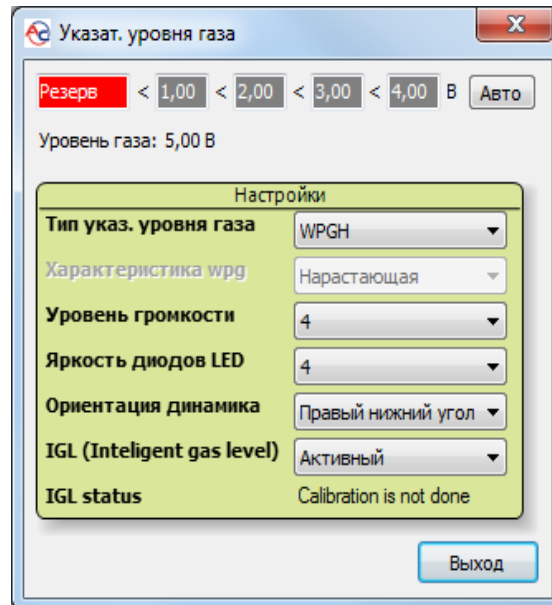 Указат. уровня газа
Резерв < 1,00 < 2,00 < 3,00 < 4,00 В Авто
Уровень газа: 5,00 В
Настройки
Тип указ. уровня газа WPGH
Характеристика wpg Нарастающая
Уровень громкости 4
Яркость диодов LED 4
Ориентация динамика Правый нижний угол
IGL (Inteligent gas level) Активный
IGL status Calibration is not done
Выход